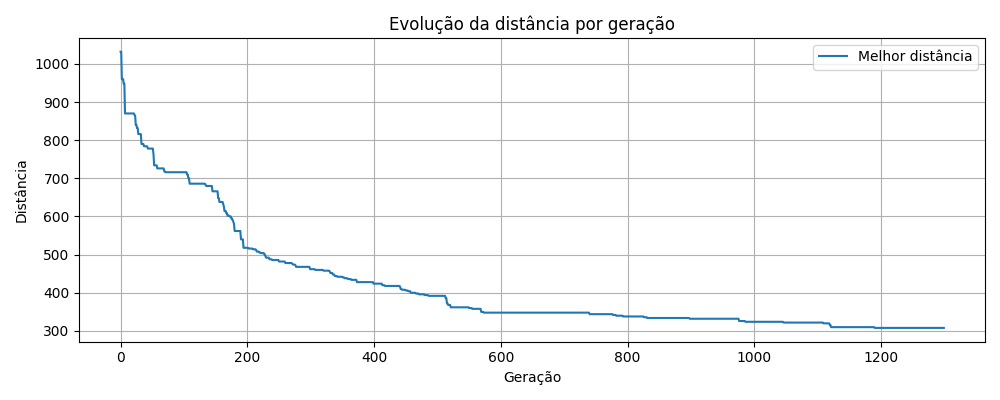 Evolução da distância por geração
Melhor distância
Distância
1000
900
800
700
600
500
400
300
0 200 400 600 800 1000 1200
Geração